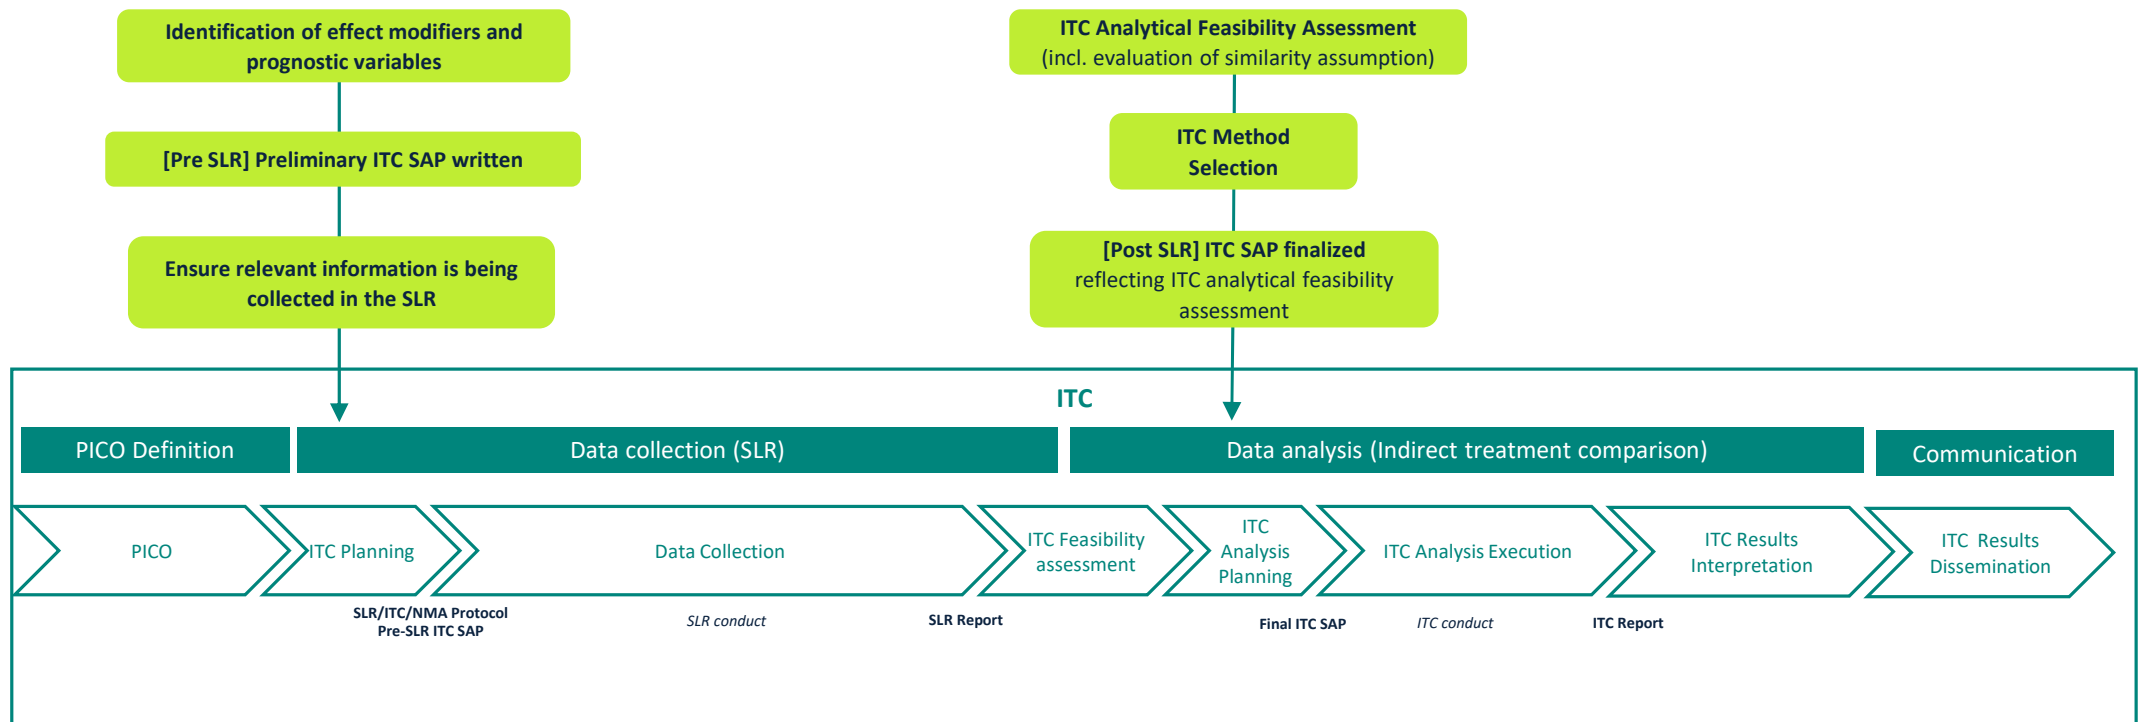 Identification of effect modifiers and
prognostic variables
[Pre SLR] Preliminary ITC SAP written
Ensure relevant information is being
collected in the SLR
ITC Analytical Feasibility Assessment
(incl. evaluation of similarity assumption)
ITC Method
Selection
[Post SLR] ITC SAP finalized
reflecting ITC analytical feasibility
assessment
ITC
PICO Definition
Data collection (SLR)
Data analysis (Indirect treatment comparison)
Communication
PICO
ITC Planning
Data Collection
ITC Feasibility
assessment
ITC
Analysis
Planning
ITC Analysis Execution
ITC Results
Interpretation
ITC Results
Dissemination
SLR/ITC/NMA Protocol
Pre-SLR ITC SAP
SLR conduct
SLR Report
Final ITC SAP
ITC conduct
ITC Report